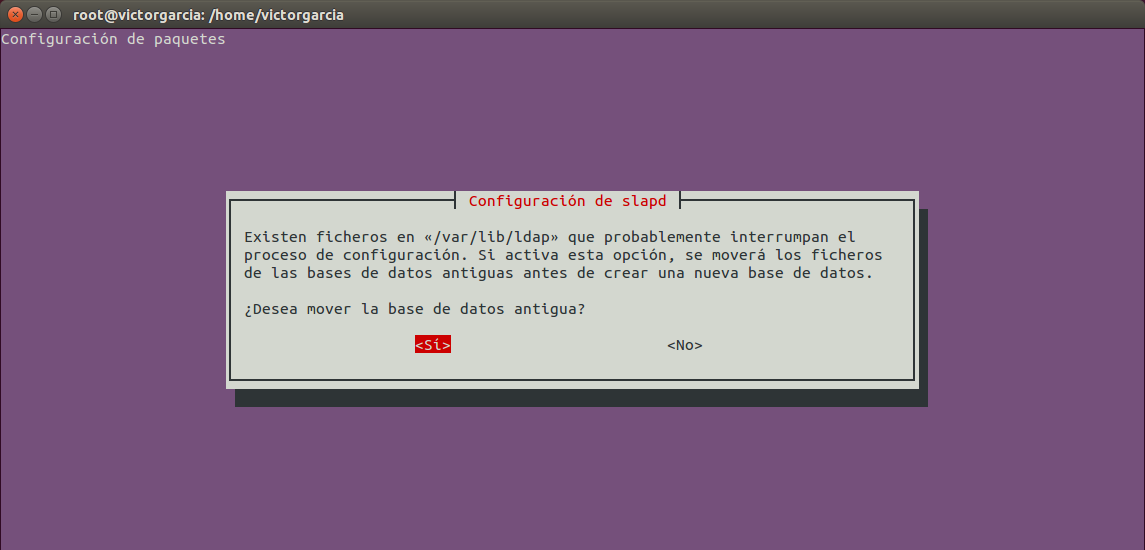 root@victorgarcia: /home/victorgarcia
Configuración de paquetes
Configuración de slapd
Existen ficheros en «/var/lib/ldap» que probablemente interrumpan el
proceso de configuración. Si activa esta opción, se moverá los ficheros
de las bases de datos antiguas antes de crear una nueva base de datos.
¿Desea mover la base de datos antigua?
<Sí> <No>